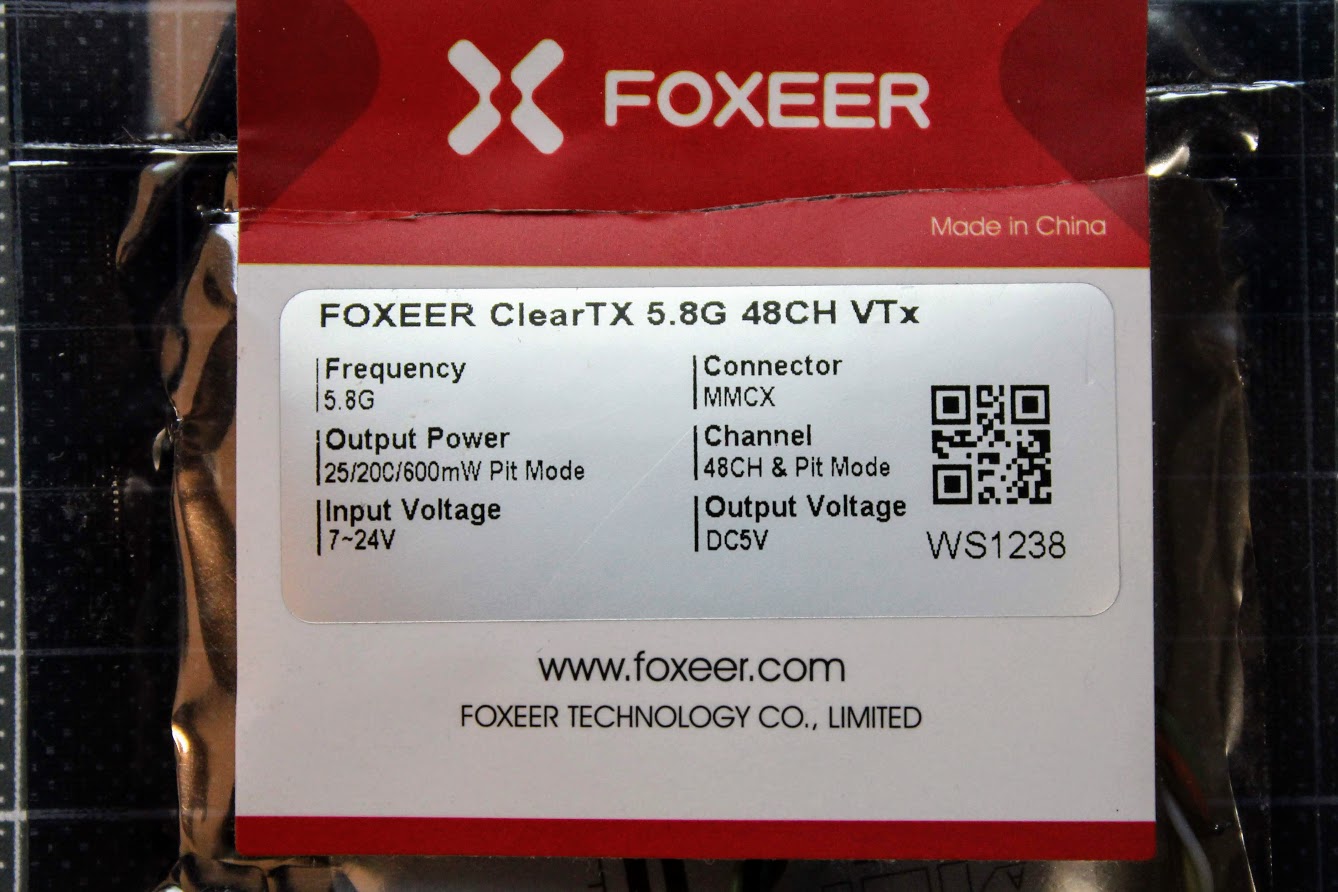 FOXEER
Made in China
FOXEER ClearTX 5.8G 48CH VTx
Frequency
5.8G
Connector
MMCX
Output Power
25/200/600mW Pit Mode
Channel
48CH & Pit Mode
Input Voltage
7~24V
Output Voltage
DC5V
WS1238
www.foxeer.com
FOXEER TECHNOLOGY CO., LIMITED